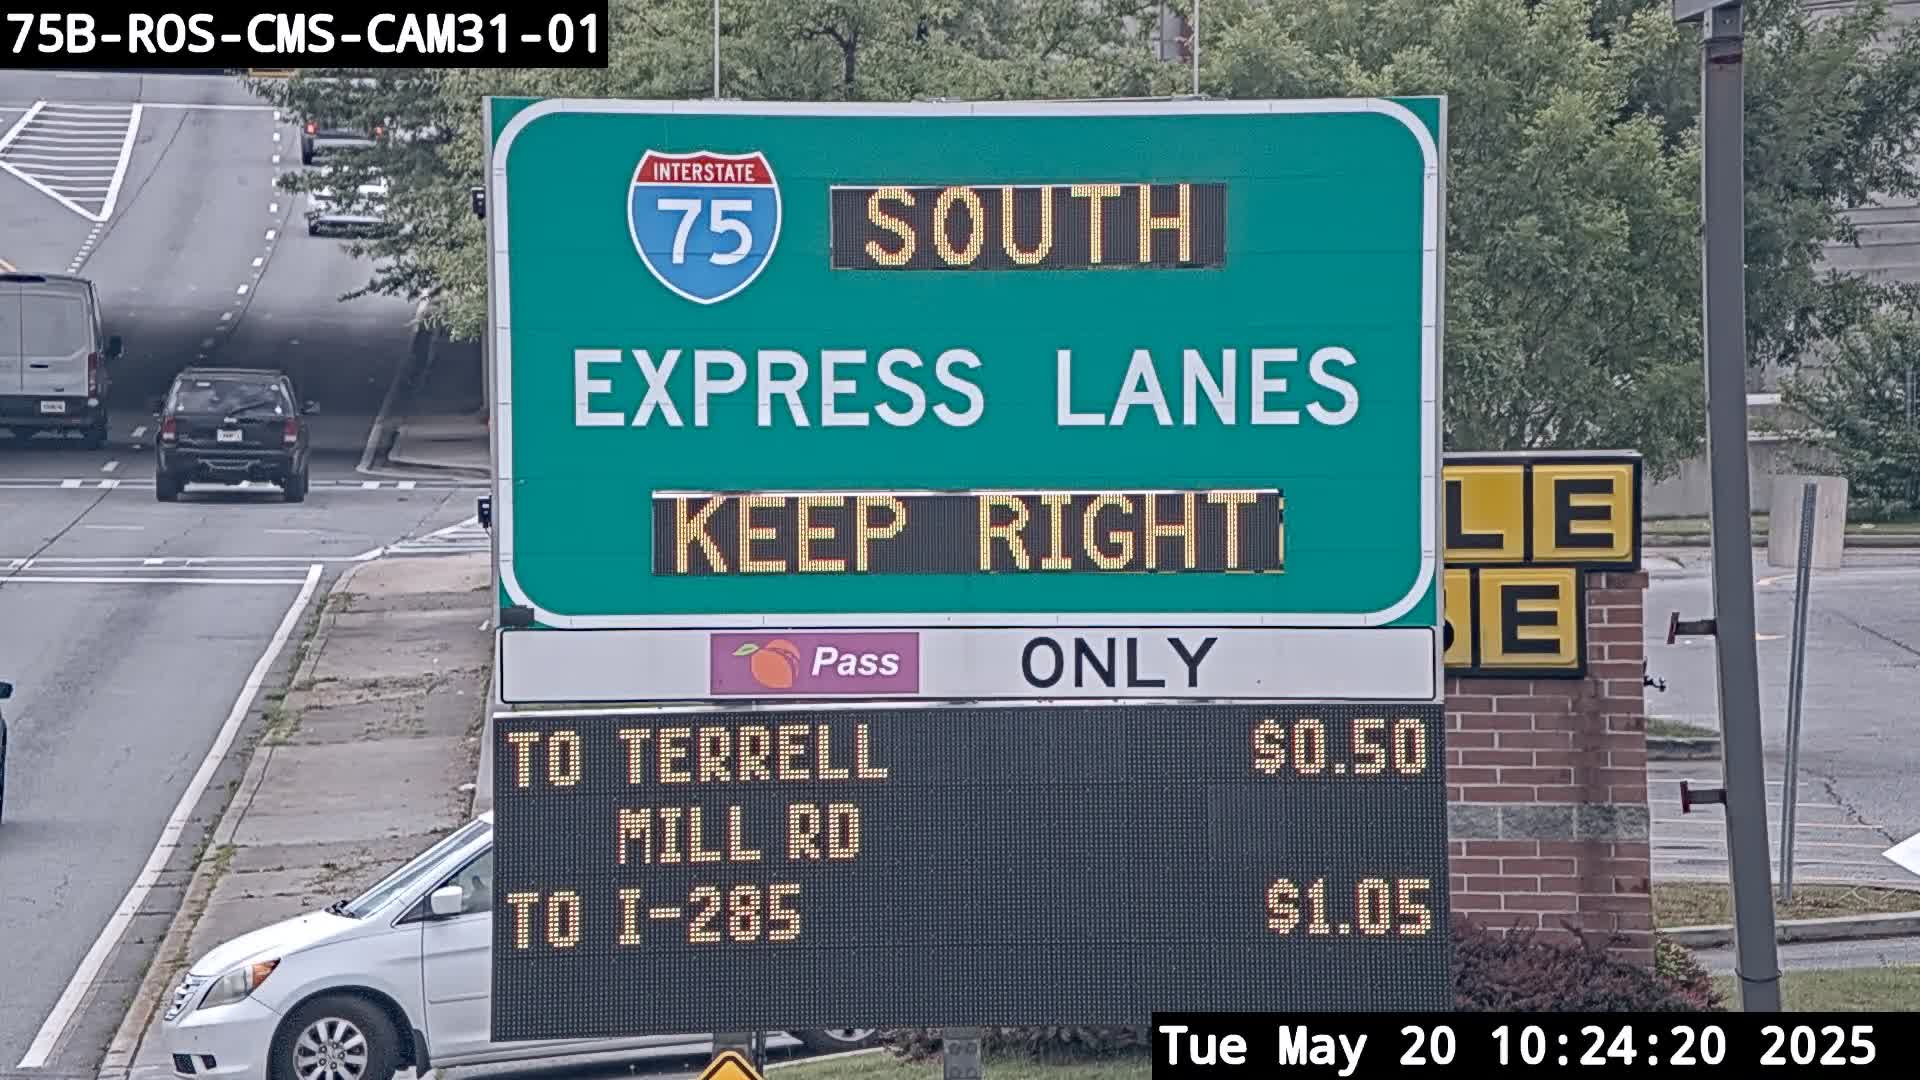 75B-ROS-CMS-CAM31-01
INTERSTATE
75
SOUTH
EXPRESS LANES
KEEP RIGHT
Pass ONLY
TO TERRELL $0.50
MILL RD
TO I-285 $1.05
LE
E
Tue May 20 10:24:20 2025